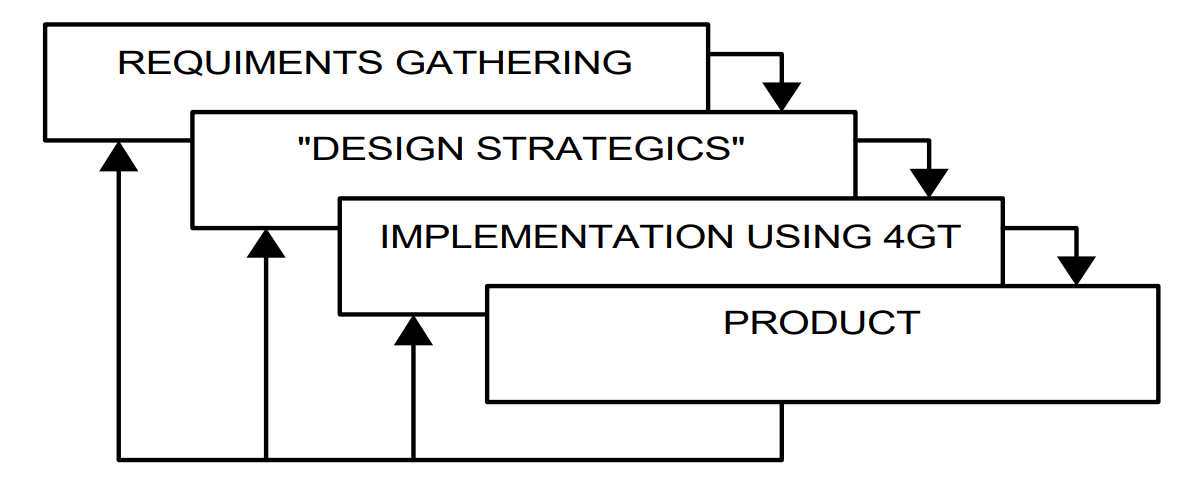 REQUIMENTS GATHERING
"DESIGN STRATEGICS"
IMPLEMENTATION USING 4GT
PRODUCT